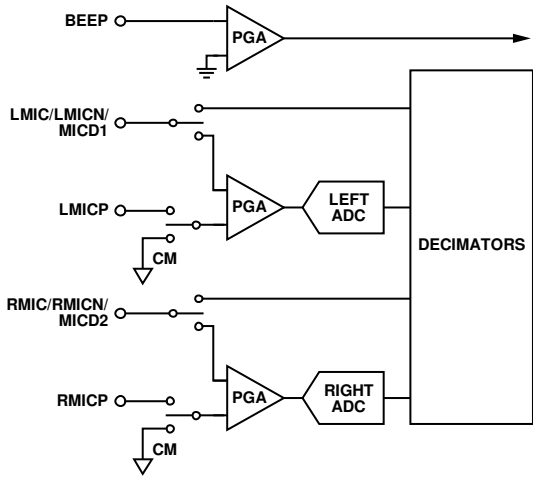 BEEP
PGA
LMIC/LMICN/
MICD1
LMICP
PGA
LEFT
ADC
CM
DECIMATORS
RMIC/RMICN/
MICD2
RMICP
PGA
RIGHT
ADC
CM